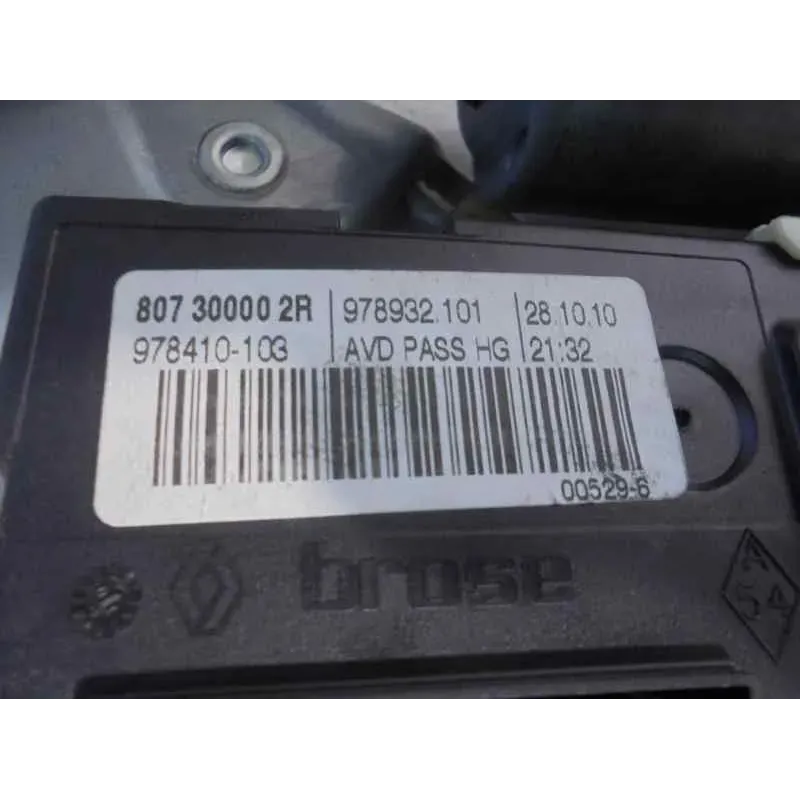 807 30000 2R 978932.101 28.10.10
978410-103 AVD PASS HG 21:32
00529-6
brose